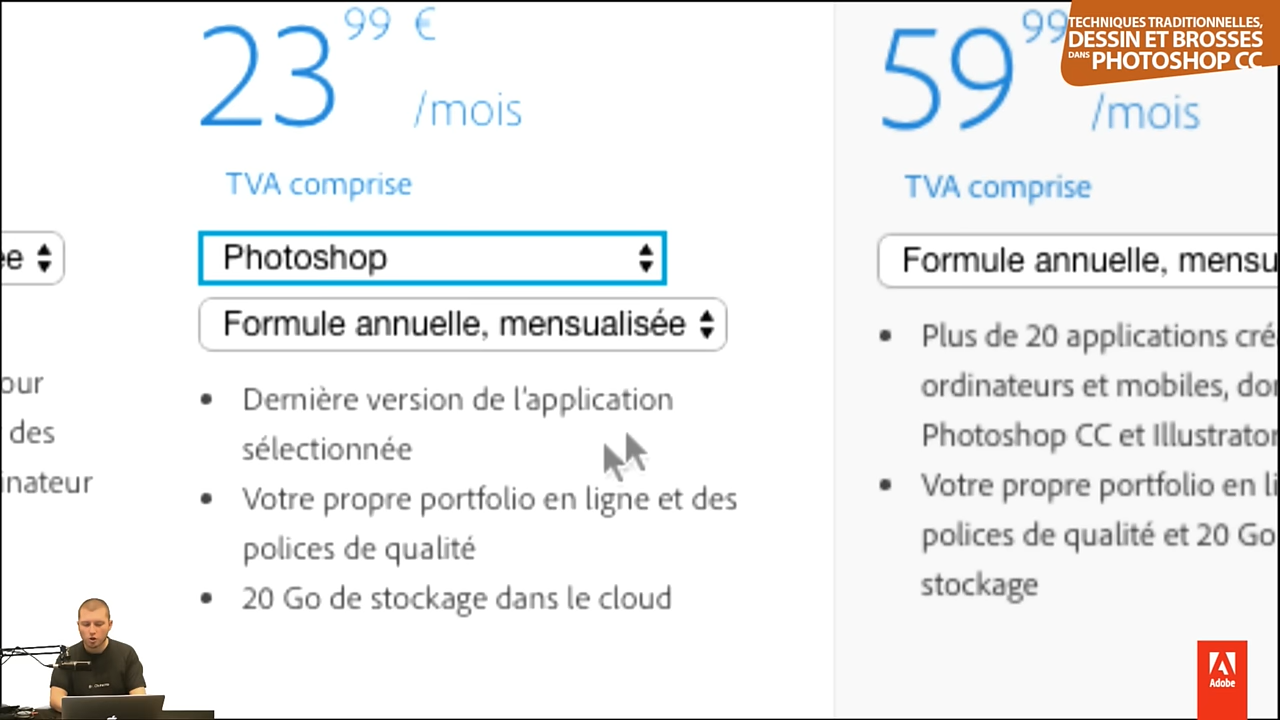 TECHNIQUES TRADITIONNELLES,
DESSIN ET BROSSES
DANS PHOTOSHOP CC
23 99 €
/mois
TVA comprise
Photoshop
Formule annuelle, mensualisée
Dernière version de l'application
sélectionnée
Votre propre portfolio en ligne et des
polices de qualité
20 Go de stockage dans le cloud
59 99
/mois
TVA comprise
Formule annuelle, mensu
Plus de 20 applications cré
ordinateurs et mobiles, do
Photoshop CC et Illustrator
Votre propre portfolio en li
polices de qualité et 20 Go
stockage
ee
our
des
inateur
Adobe